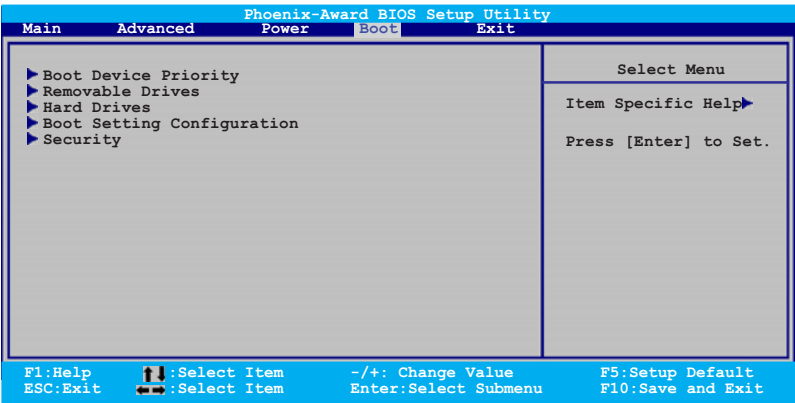 Phoenix-Award BIOS Setup Utility
Main Advanced Power Boot Exit
Boot Device Priority
Removable Drives
Hard Drives
Boot Setting Configuration
Security
Select Menu
Item Specific Help
Press [Enter] to Set.
F1:Help :Select Item -/+: Change Value F5:Setup Default
ESC:Exit :Select Item Enter:Select Submenu F10:Save and Exit